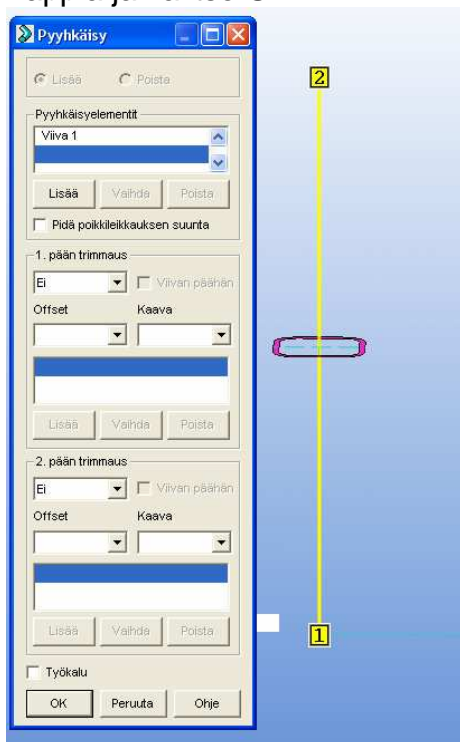 Pyyhkäisy
Lisää Poista
Pyyhkäisyelementit
Viiva 1
Lisää Vaihda Poista
Pidä poikkileikkauksen suunta
1. pään trimmaus
Ei Viivan päähän
Offset Kaava
Lisää Vaihda Poista
2. pään trimmaus
Ei Viivan päähän
Offset Kaava
Lisää Vaihda Poista
Työkalu
OK Peruuta Ohje
2
1